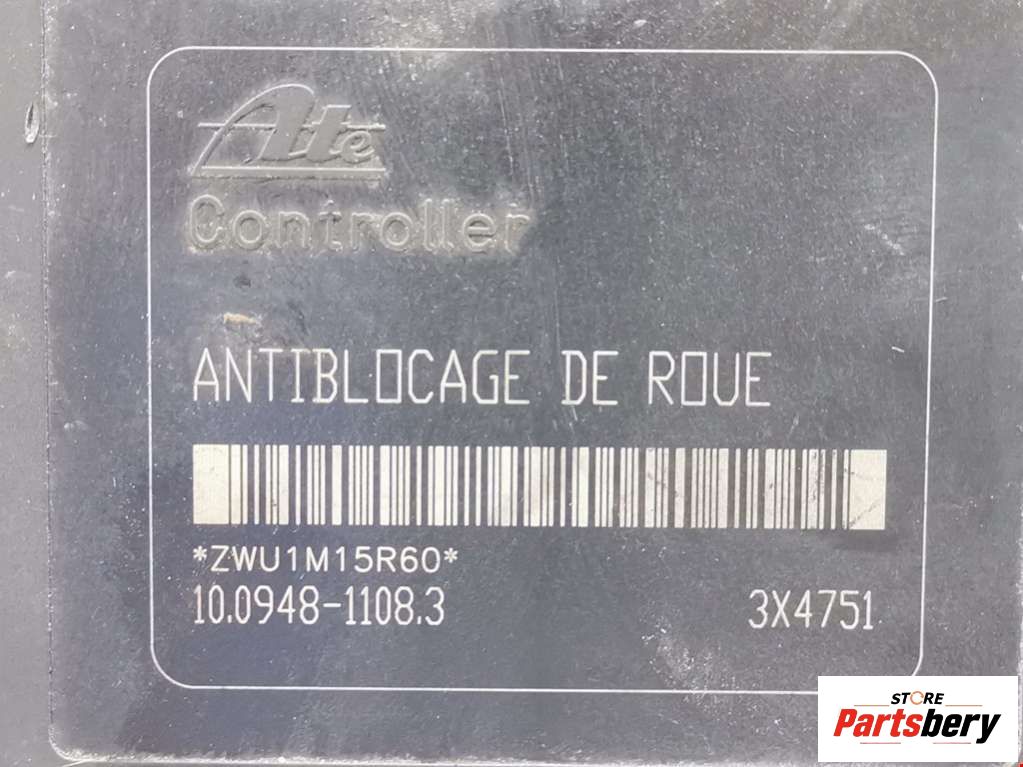 Ate
Controller
ANTIBLOCAGE DE ROUE
*ZWU1M15R60*
10.0948-1108.3 3X4751
STORE
Partsbery